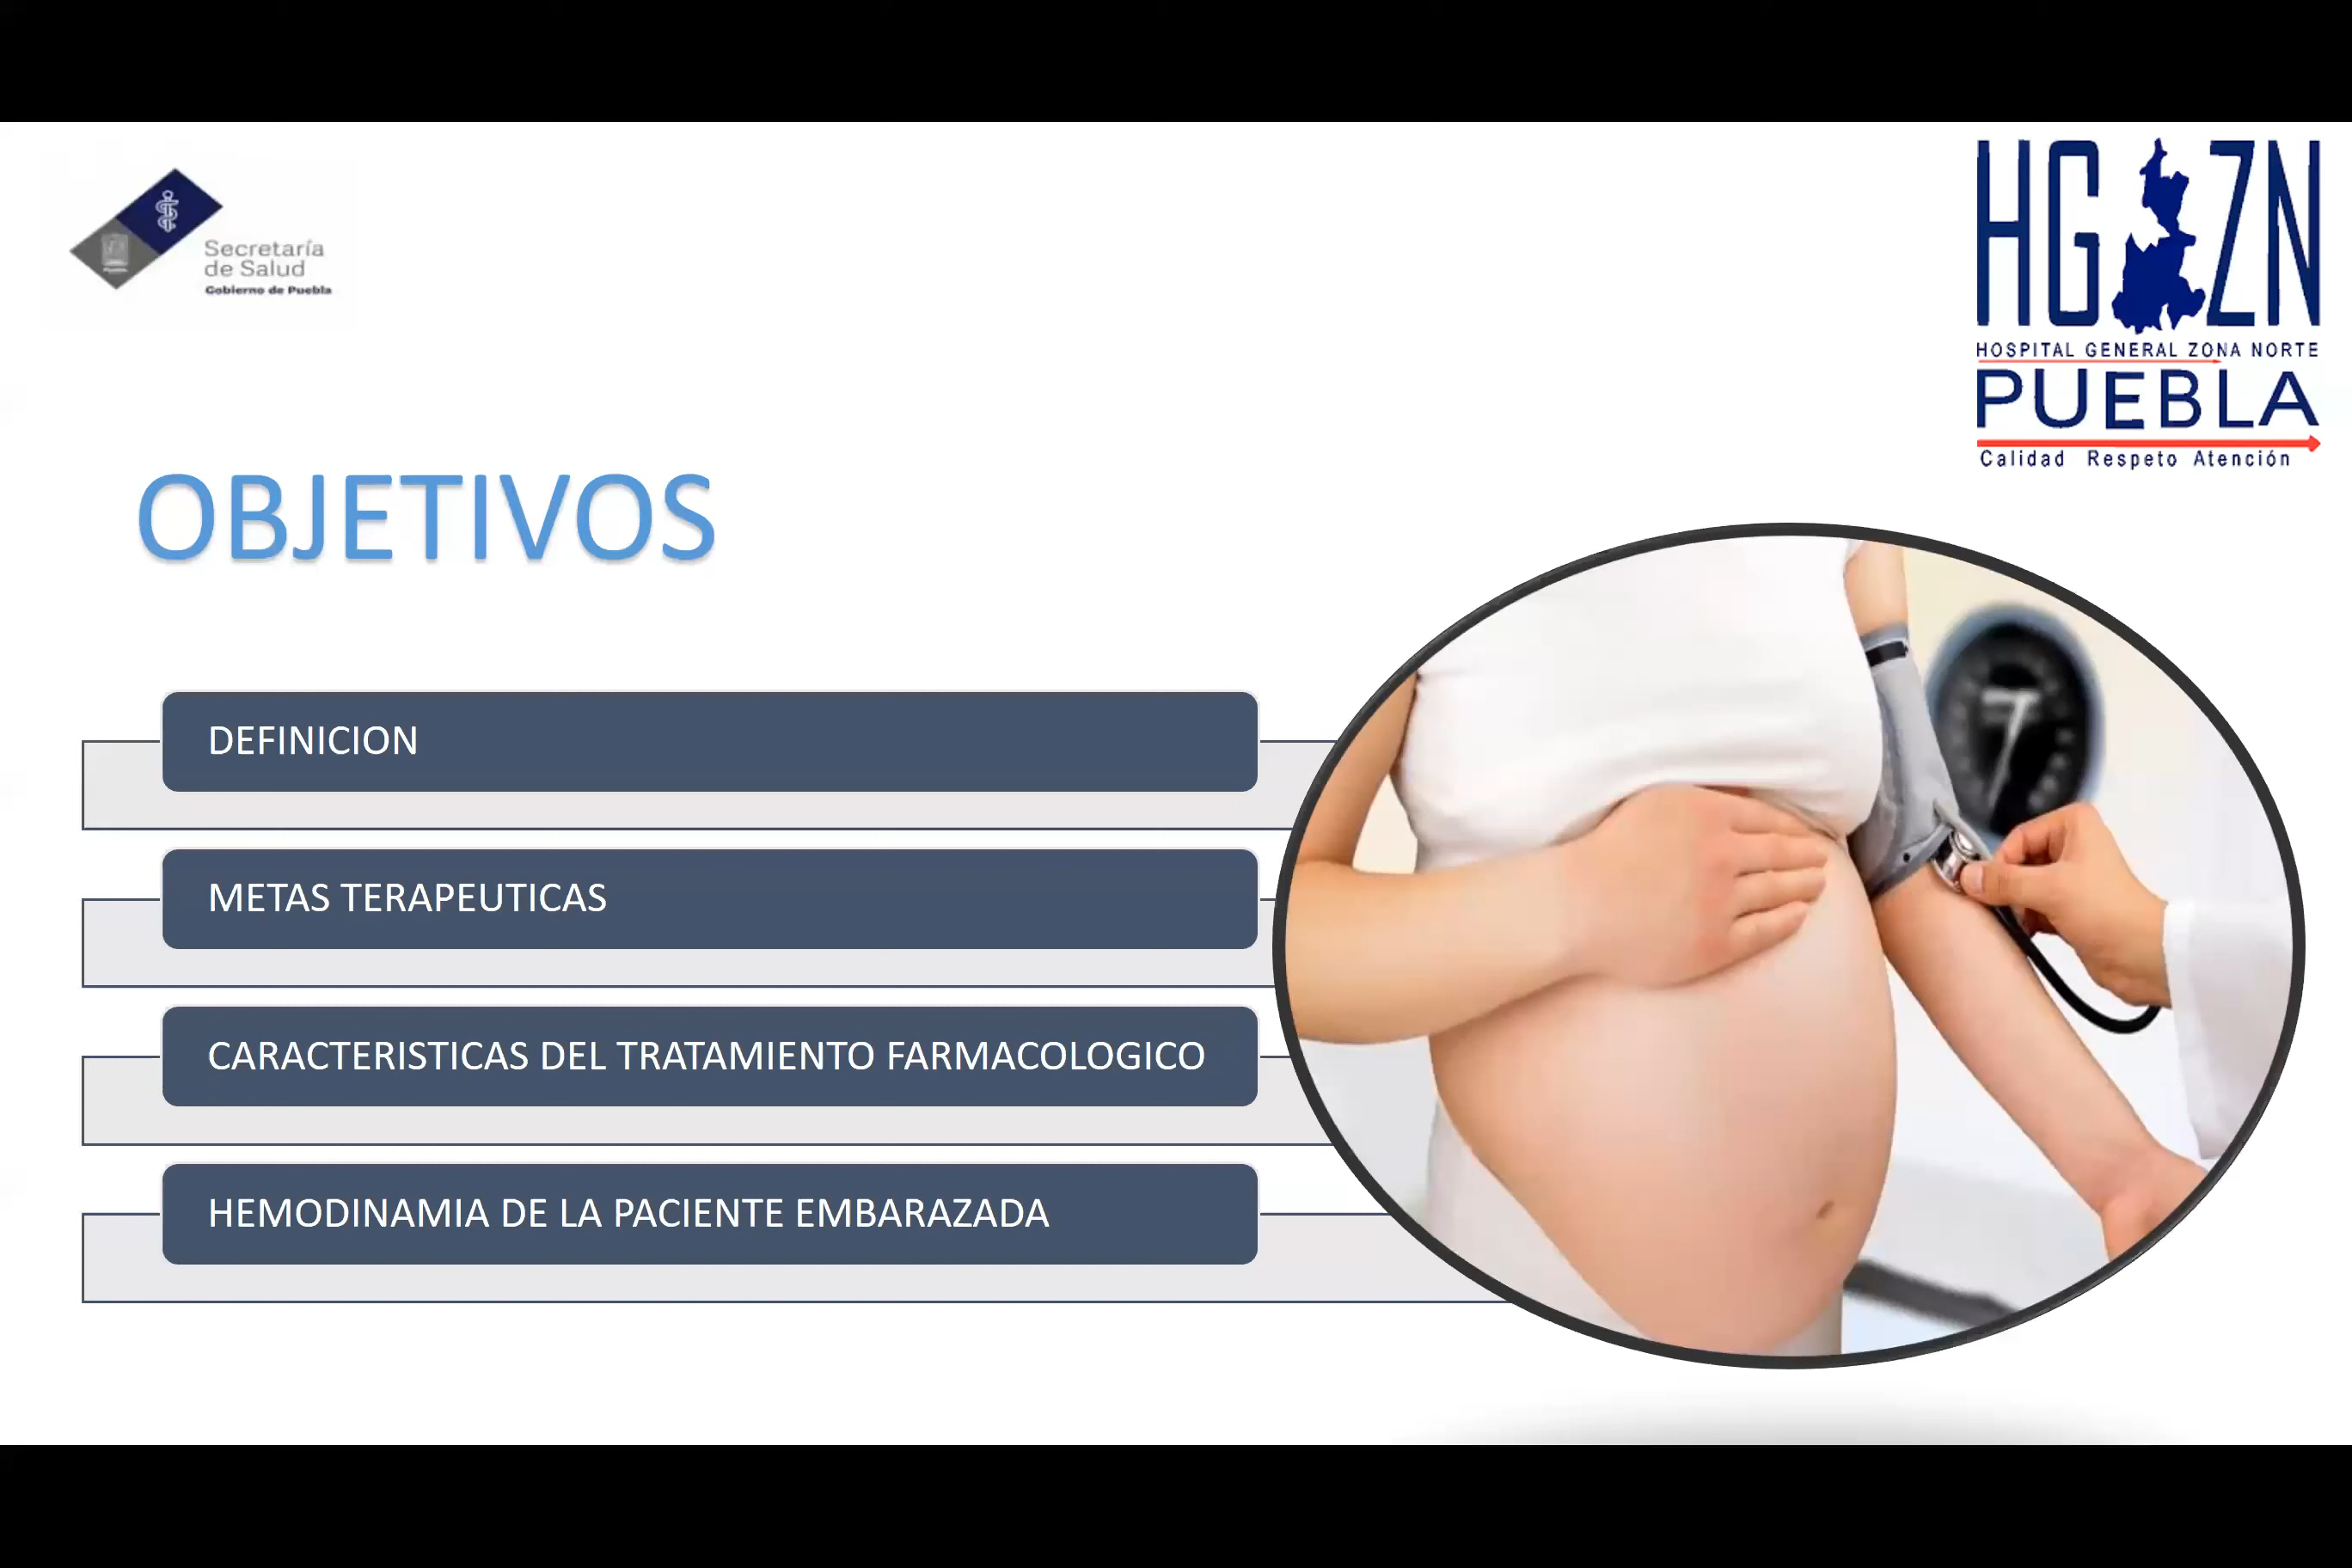 Secretaría
de Salud
Gobierno de Puebla
HG ZN
HOSPITAL GENERAL ZONA NORTE
PUEBLA
Calidad Respeto Atención
OBJETIVOS
DEFINICION
METAS TERAPEUTICAS
CARACTERISTICAS DEL TRATAMIENTO FARMACOLOGICO
HEMODINAMIA DE LA PACIENTE EMBARAZADA